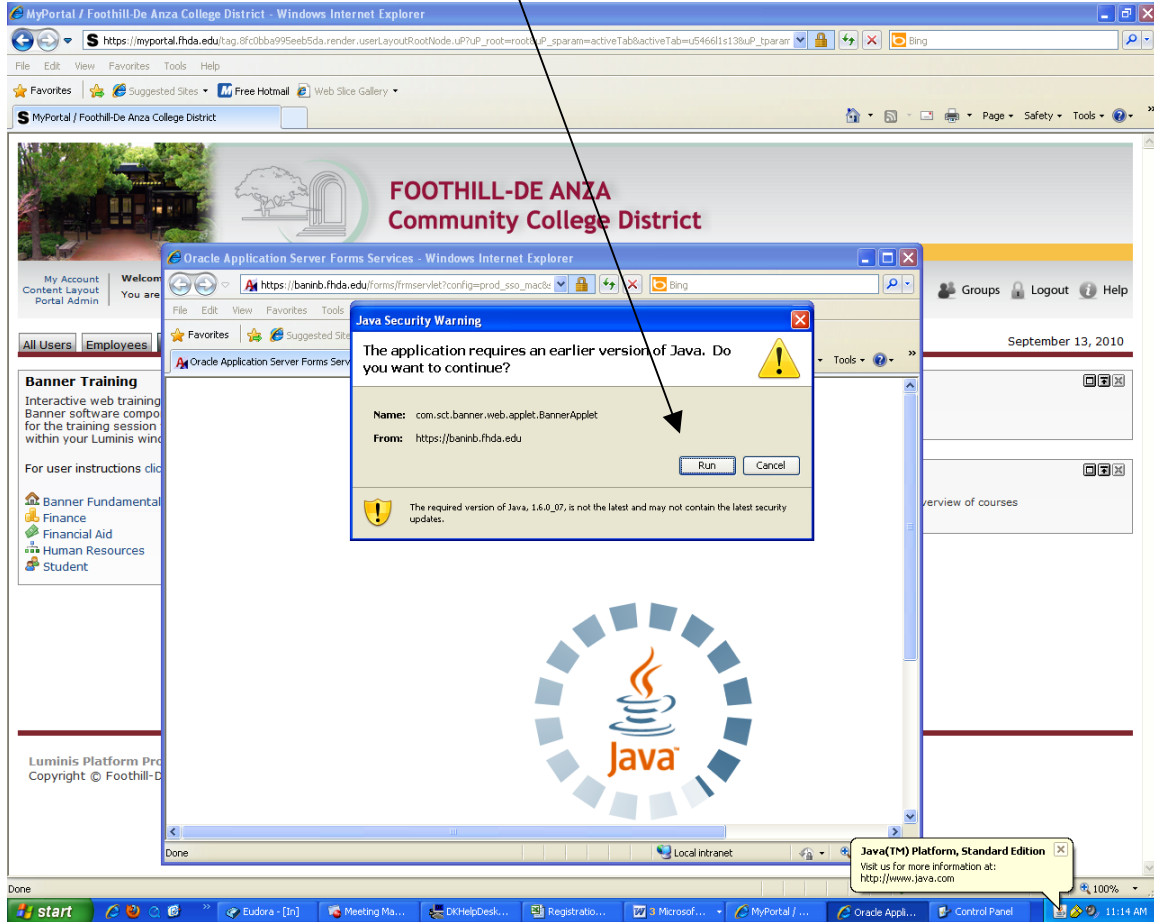 MyPortal / Foothill-De Anza College District - Windows Internet Explorer
https://myportal.fhda.edu/tag.8fc0bba995eeb5da.render.userLayoutRootNode.uP?uP_root=root&uP_sparam=activeTab&activeTab=u5466l1s138uP_tparam
Bing
File Edit View Favorites Tools Help
Favorites Suggested Sites Free Hotmail Web Slice Gallery
MyPortal / Foothill-De Anza College District
Page Safety Tools
FOOTHILL-DE ANZA
Community College District
Oracle Application Server Forms Services - Windows Internet Explorer
My Account
Content Layout
Portal Admin
Welcom
You are
https://baninb.fhda.edu/forms/frmservlet?config=prod_sso_mac8
Bing
Groups Logout Help
File Edit View Favorites Tools
Favorites Suggested Site
Oracle Application Server Forms Serv
Tools
All Users Employees
September 13, 2010
Java Security Warning
The application requires an earlier version of Java. Do
you want to continue?
Name: com.sct.banner.web.applet.BannerApplet
From: https://baninb.fhda.edu
Run Cancel
The required version of Java, 1.6.0_07, is not the latest and may not contain the latest security
updates.
Banner Training
Interactive web training
Banner software compo
for the training session
within your Luminis wind
For user instructions clic
Banner Fundamental
Finance
Financial Aid
Human Resources
Student
verview of courses
Java
Luminis Platform Pro
Copyright © Foothill-D
Done
Local intranet
Java(TM) Platform, Standard Edition
Visit us for more information at:
http://www.java.com
Done
100%
start
Eudora - [In]
Meeting Ma...
DKHelpDesk...
Registratio...
3 Microsof...
MyPortal / ...
Oracle Appli...
Control Panel
11:14 AM